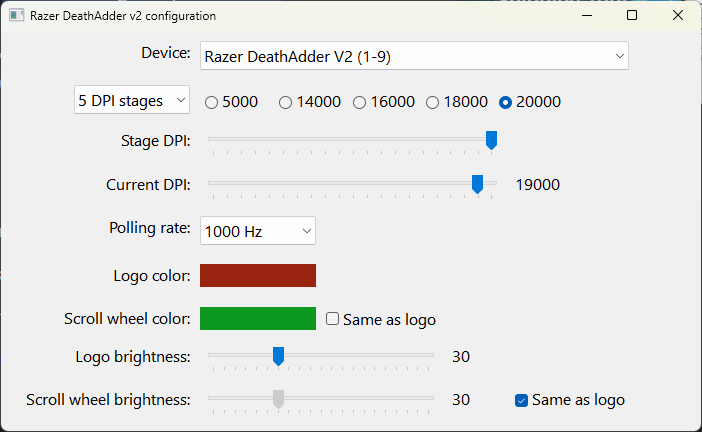 Razer DeathAdder v2 configuration
Device: Razer DeathAdder V2 (1-9)
5 DPI stages 5000 14000 16000 18000 20000
Stage DPI:
Current DPI: 19000
Polling rate: 1000 Hz
Logo color:
Scroll wheel color: Same as logo
Logo brightness: 30
Scroll wheel brightness: 30 Same as logo